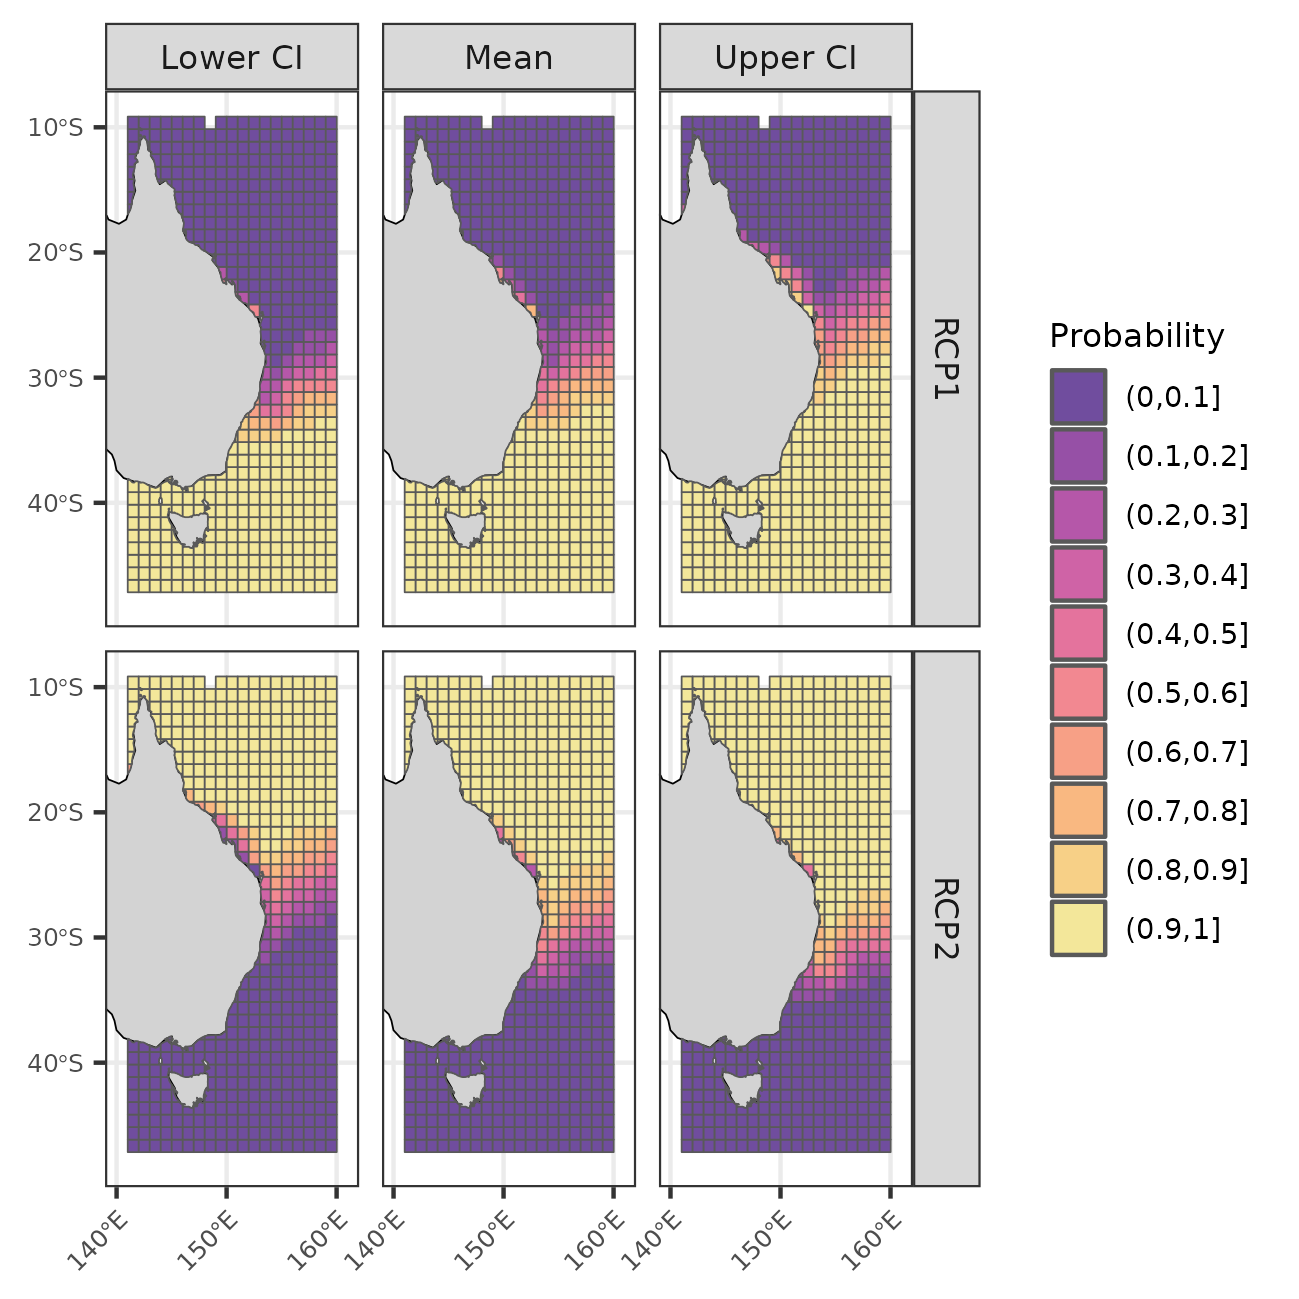 Lower CI
Mean
Upper CI
10°S
20°S
30°S
40°S
RCP1
10°S
20°S
30°S
40°S
RCP2
140°E
150°E
160°E
140°E
150°E
160°E
140°E
150°E
160°E
Probability
(0,0.1]
(0.1,0.2]
(0.2,0.3]
(0.3,0.4]
(0.4,0.5]
(0.5,0.6]
(0.6,0.7]
(0.7,0.8]
(0.8,0.9]
(0.9,1]